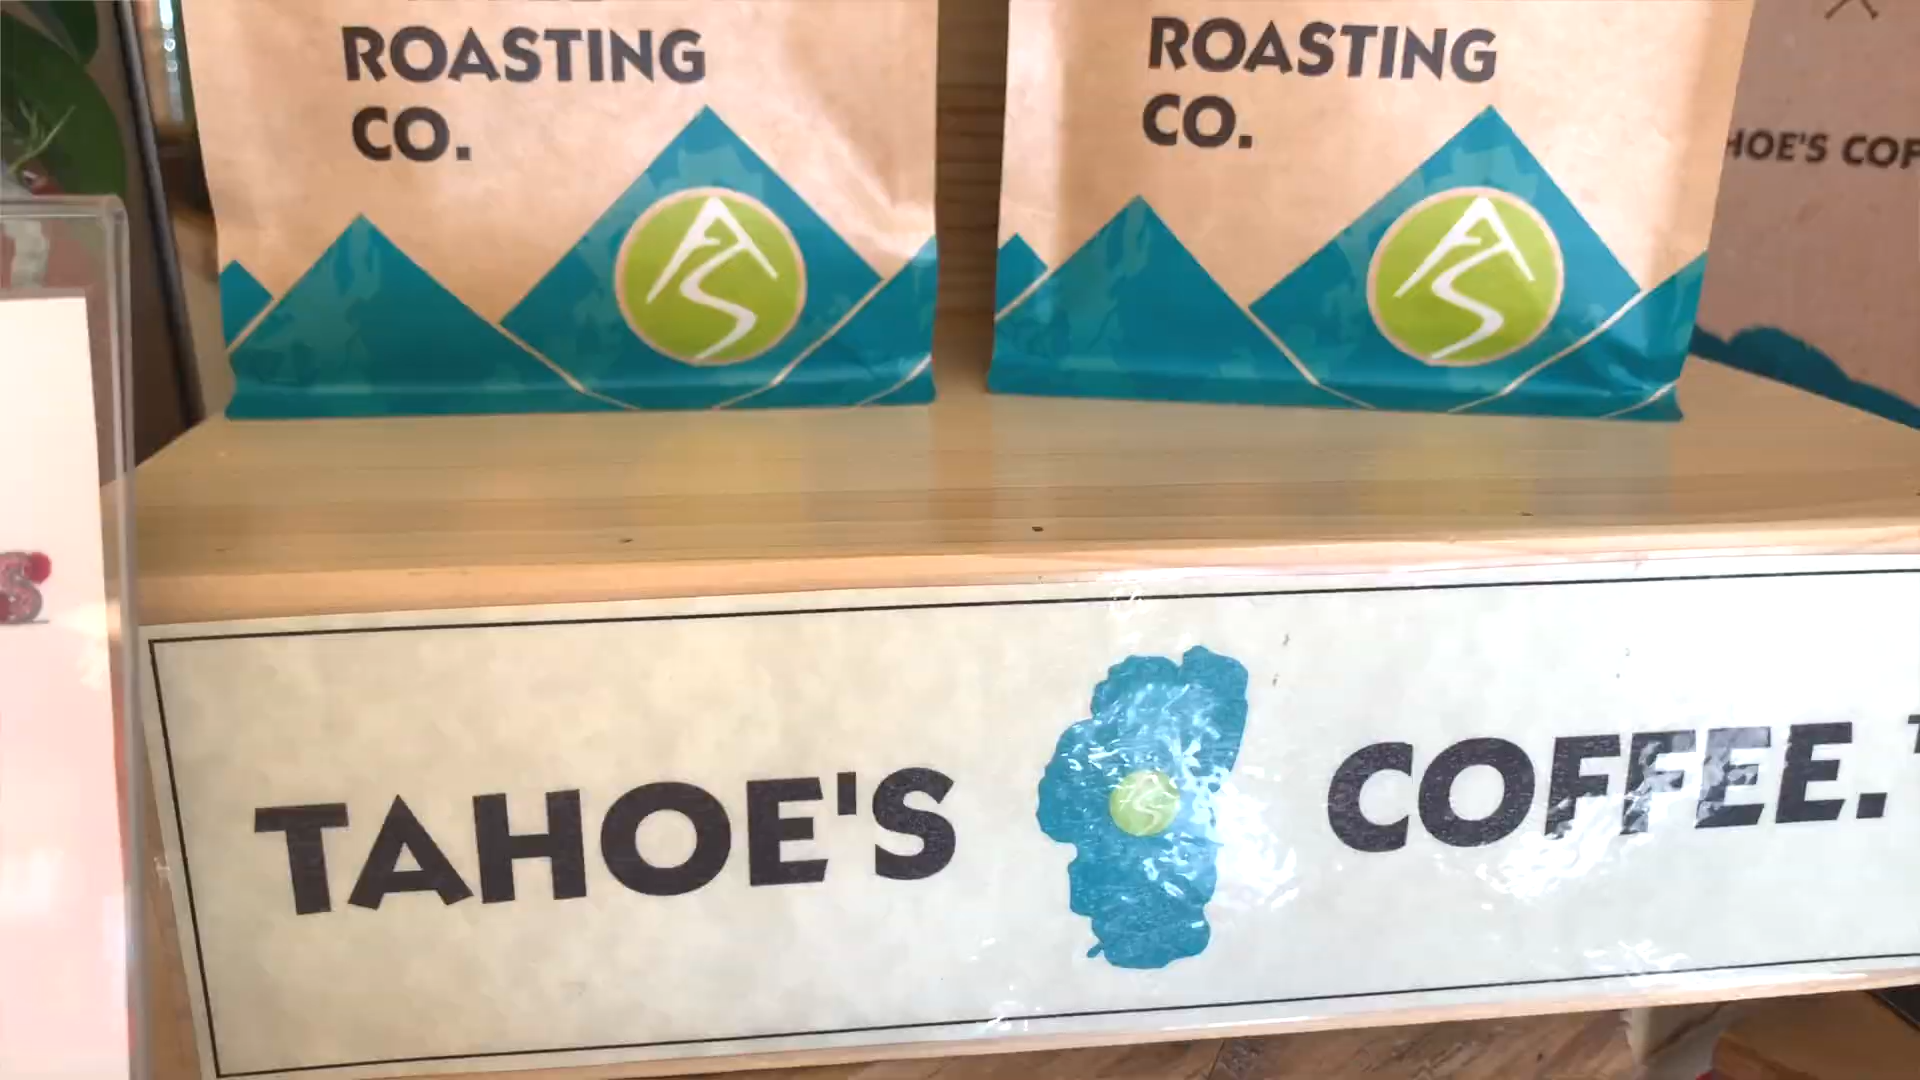 ROASTING
CO.
ROASTING
CO.
HOE'S COF
S
TAHOE'S COFFEE.